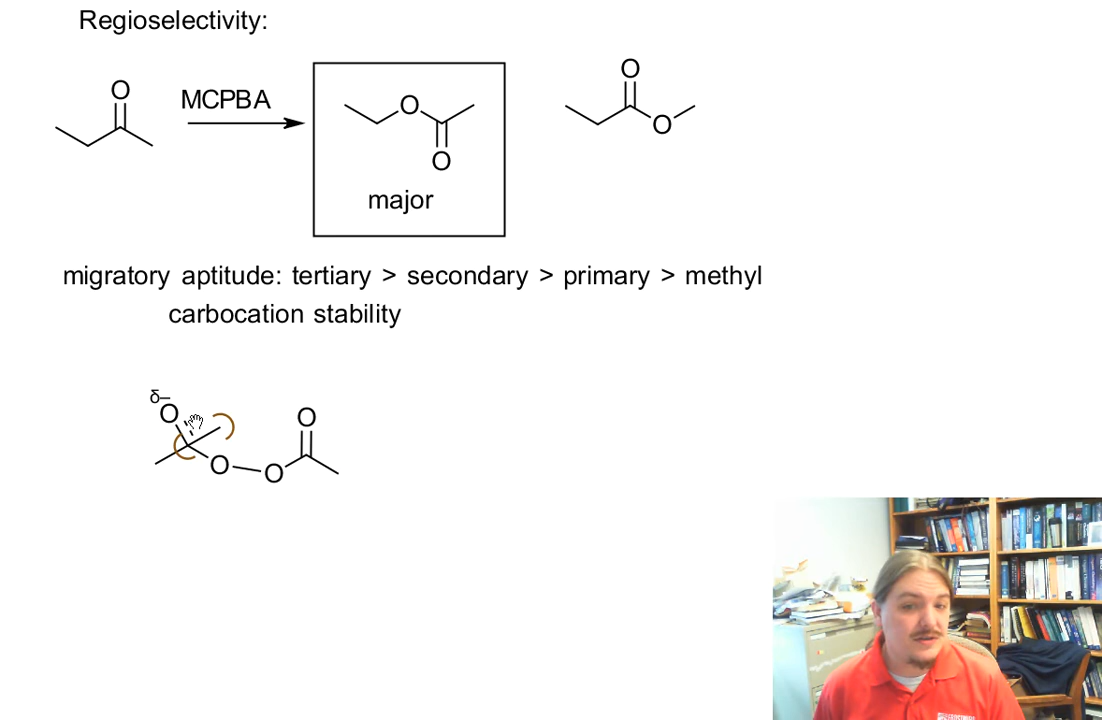 Regioselectivity:
O
MCPBA
O
O
major
O
O
migratory aptitude: tertiary > secondary > primary > methyl
carbocation stability
δ–
O
O
O
O